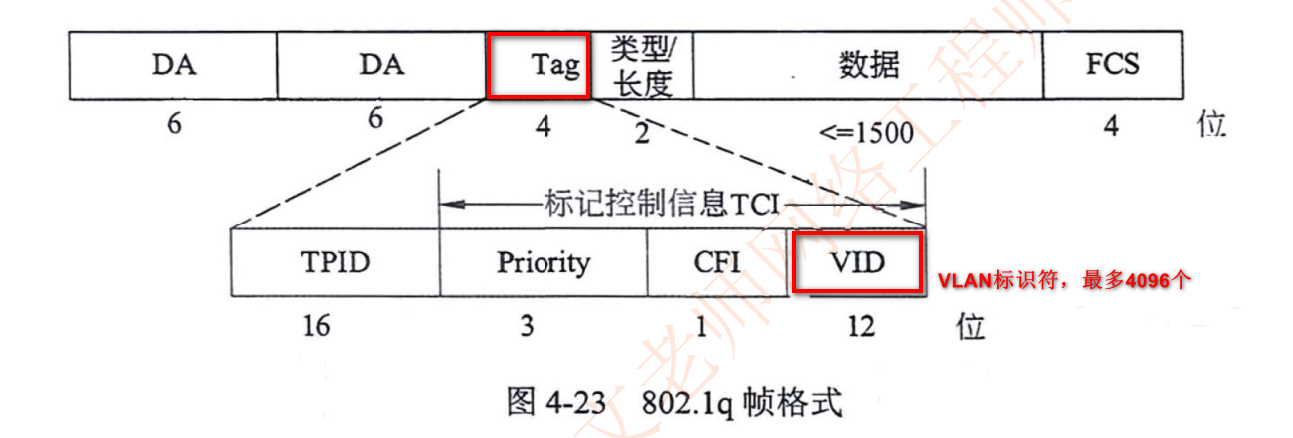 DA DA Tag 类型/长度 数据 FCS
6 6 4 2 <=1500 4 位
标记控制信息TCI
TPID Priority CFI VID
VLAN标识符，最多4096个
16 3 1 12 位
图 4-23 802.1q 帧格式
文老师网络工程师